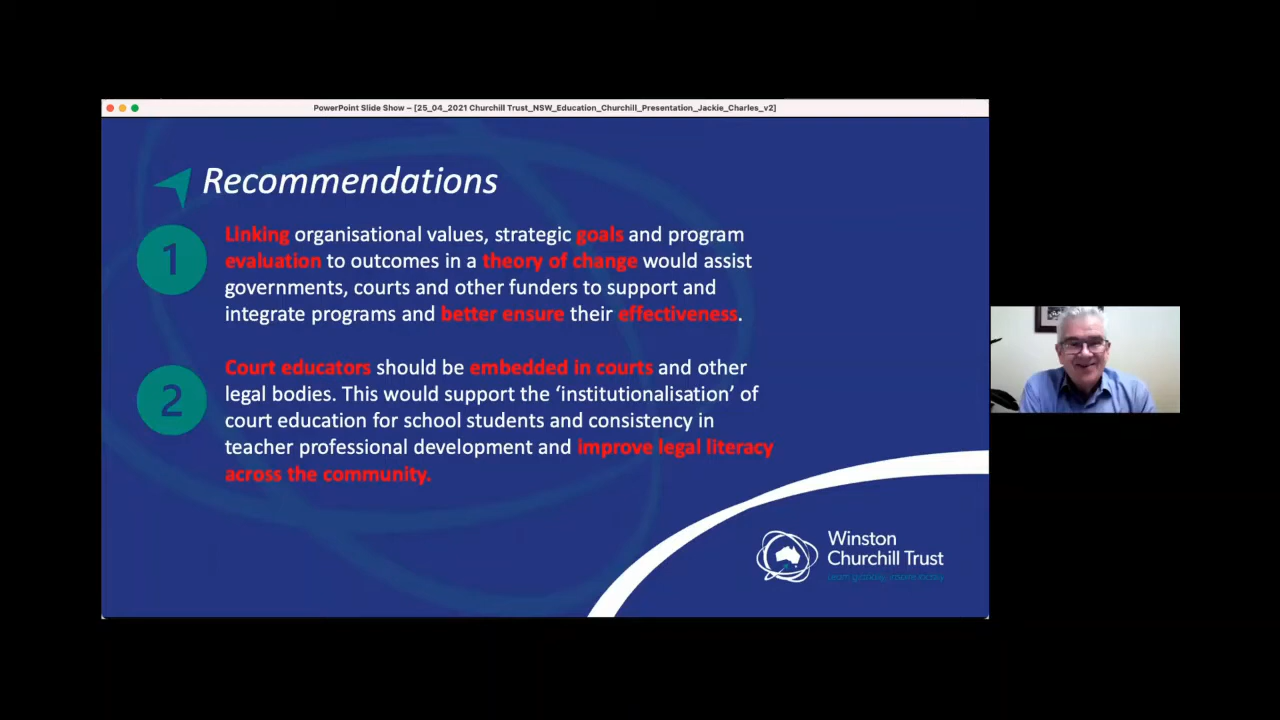 PowerPoint Slide Show – [25_04_2021 Churchill Trust_NSW_Education_Churchill_Presentation_Jackie_Charles_v2]
Recommendations
1
Linking organisational values, strategic goals and program
evaluation to outcomes in a theory of change would assist
governments, courts and other funders to support and
integrate programs and better ensure their effectiveness.
2
Court educators should be embedded in courts and other
legal bodies. This would support the ‘institutionalisation’ of
court education for school students and consistency in
teacher professional development and improve legal literacy
across the community.
Winston
Churchill Trust